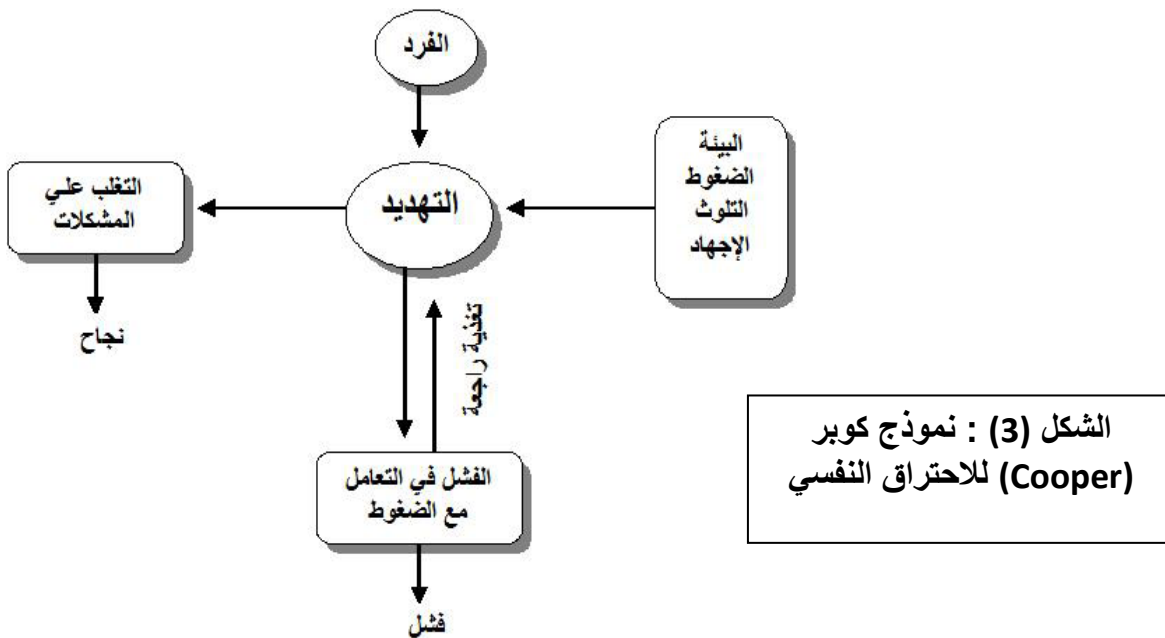 الفرد
البيئة
الضغوط
التلوث
الإجهاد
التهديد
التغلب علي
المشكلات
نجاح
تغذية راجعة
الفشل في التعامل
مع الضغوط
فشل
الشكل (3) : نموذج كوبر
(Cooper) للاحتراق النفسي